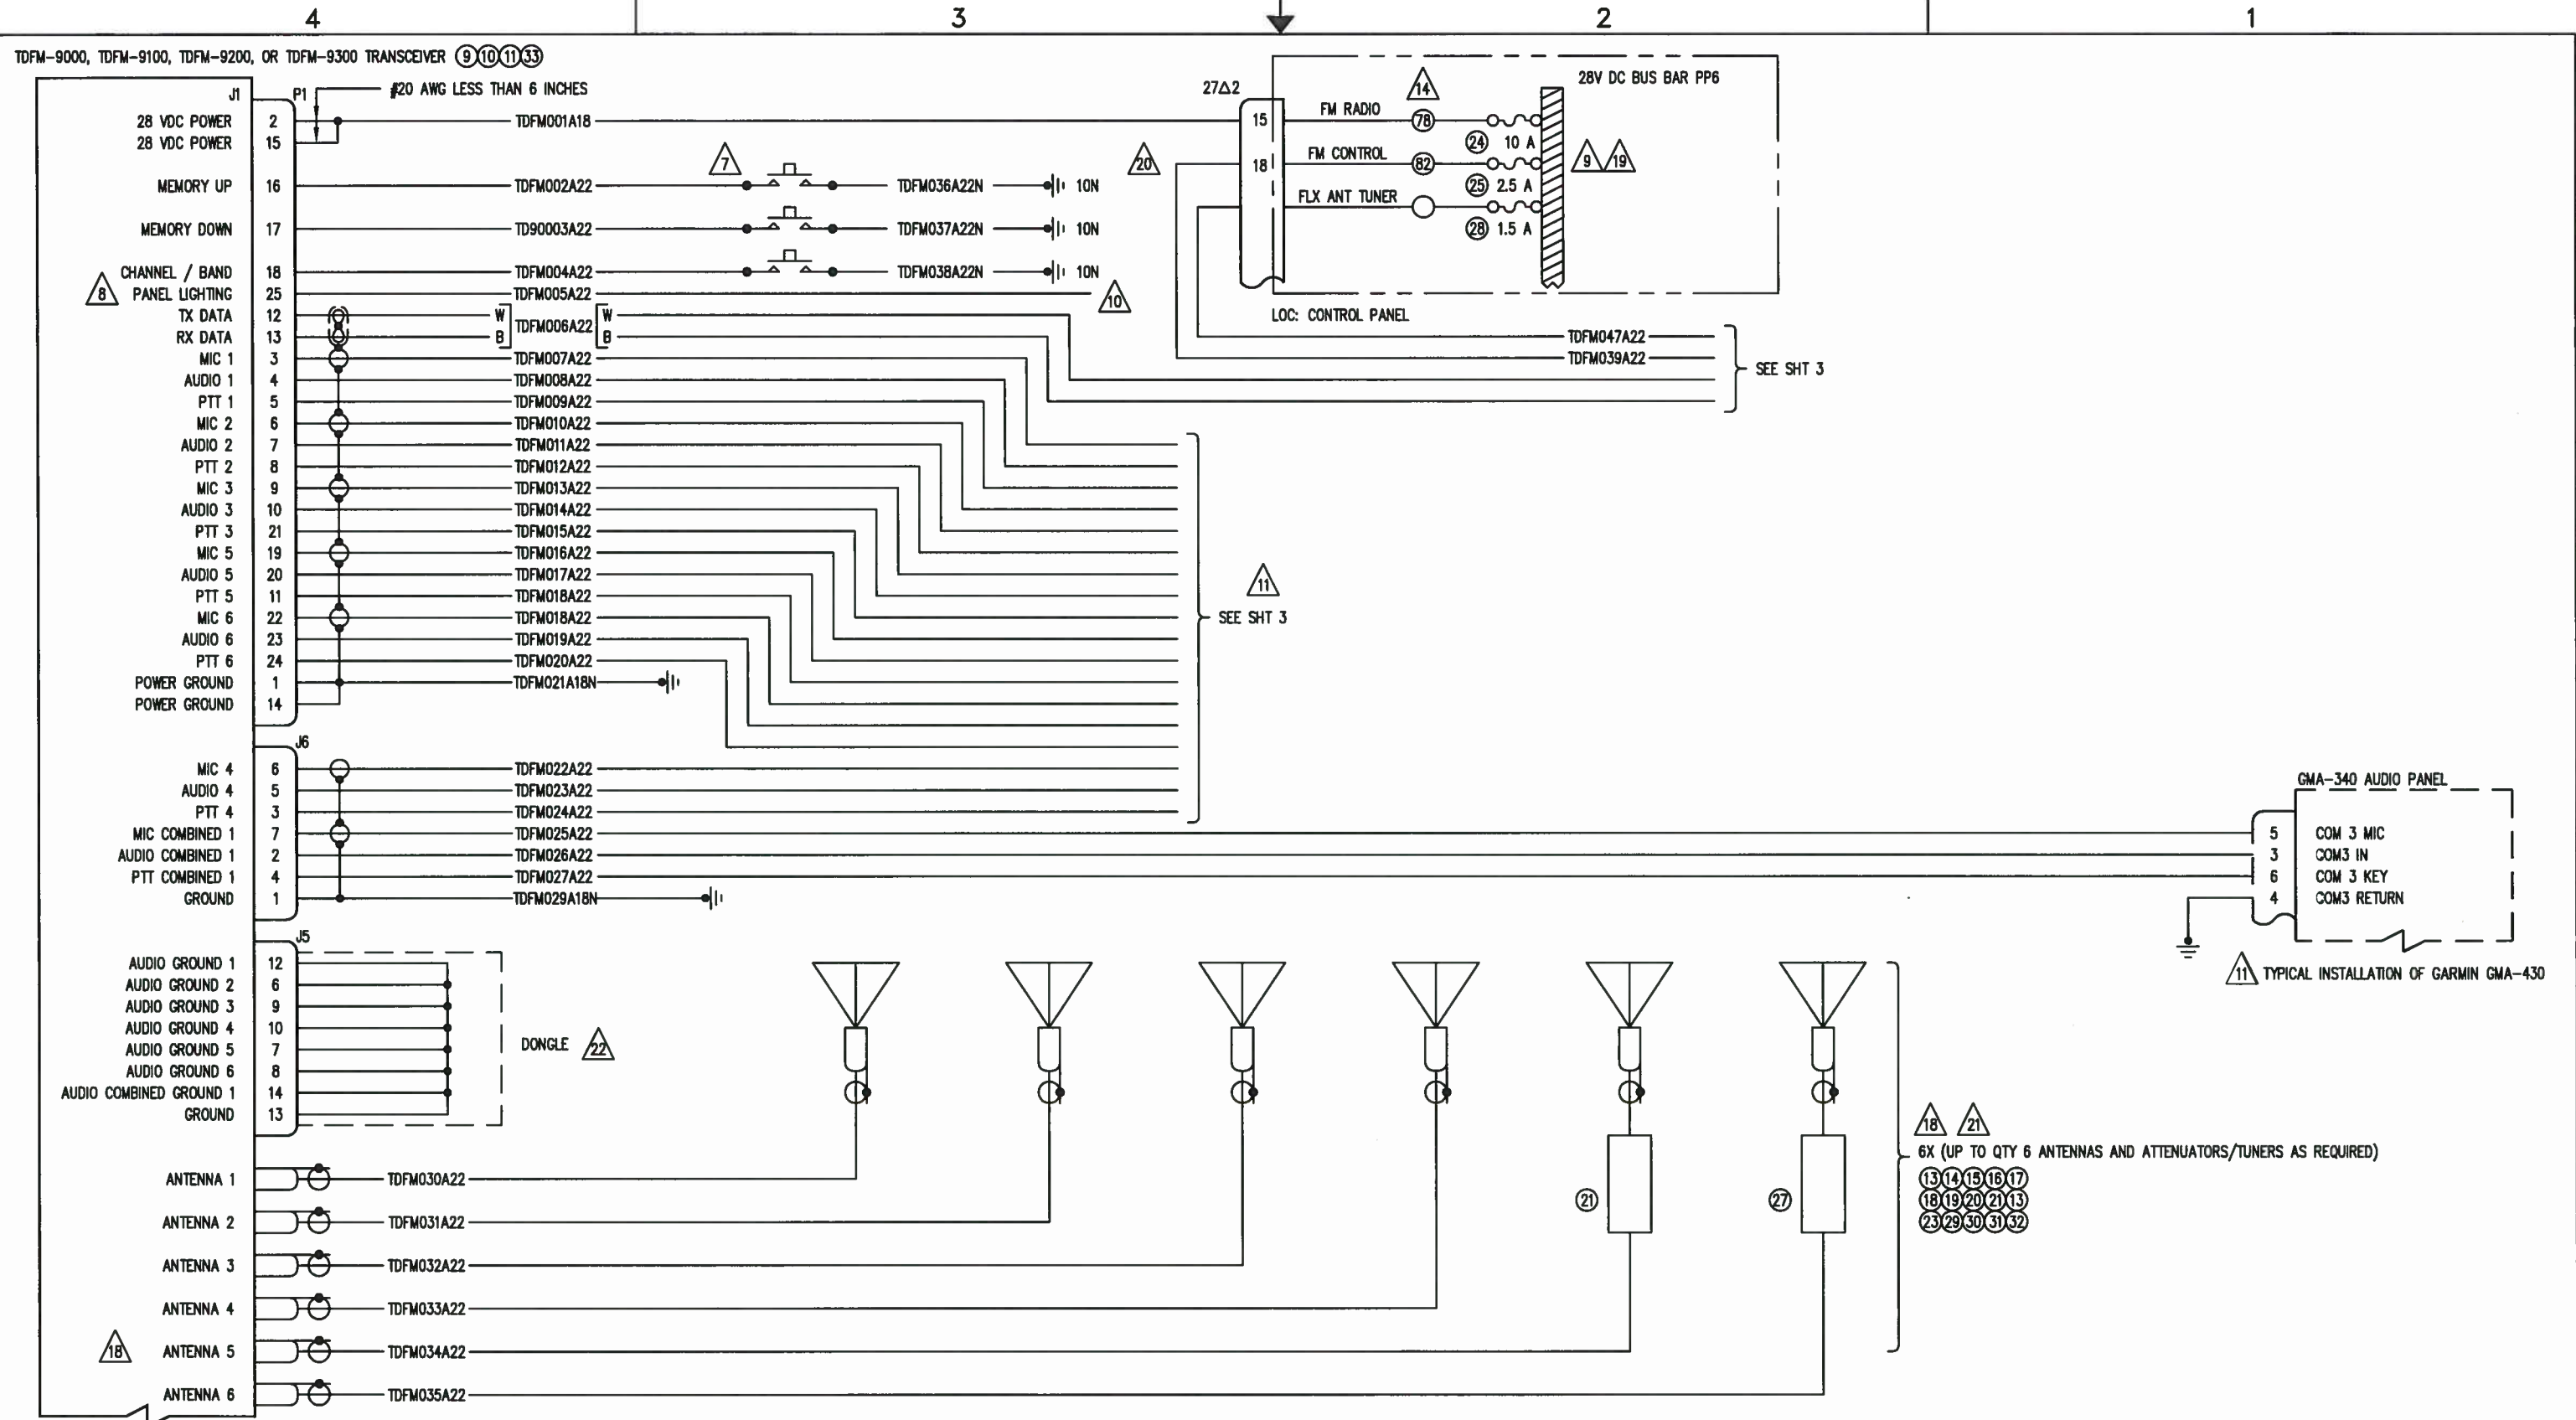 4 3 2 1
TDFM-9000, TDFM-9100, TDFM-9200, OR TDFM-9300 TRANSCEIVER 9 10 11 33
#20 AWG LESS THAN 6 INCHES
J1 P1
28 VDC POWER 2 TDFM001A18
28 VDC POWER 15
MEMORY UP 16 TDFM002A22 7 TDFM036A22N 10N
MEMORY DOWN 17 TD90003A22 TDFM037A22N 10N
CHANNEL / BAND 18 TDFM004A22 TDFM038A22N 10N
8 PANEL LIGHTING 25 TDFM005A22 10
TX DATA 12 W TDFM006A22 W
RX DATA 13 B B
MIC 1 3 TDFM007A22
AUDIO 1 4 TDFM008A22
PTT 1 5 TDFM009A22
MIC 2 6 TDFM010A22
AUDIO 2 7 TDFM011A22
PTT 2 8 TDFM012A22
MIC 3 9 TDFM013A22
AUDIO 3 10 TDFM014A22
PTT 3 21 TDFM015A22
MIC 5 19 TDFM016A22
AUDIO 5 20 TDFM017A22
PTT 5 11 TDFM018A22
MIC 6 22 TDFM018A22
AUDIO 6 23 TDFM019A22
PTT 6 24 TDFM020A22
POWER GROUND 1 TDFM021A18N
POWER GROUND 14
11
SEE SHT 3
20
27Δ2
28V DC BUS BAR PP6
14
15 FM RADIO 78 24 10 A
18 FM CONTROL 82 25 2.5 A
FLX ANT TUNER 28 1.5 A
9 19
LOC: CONTROL PANEL
TDFM047A22
TDFM039A22
SEE SHT 3
J6
MIC 4 6 TDFM022A22
AUDIO 4 5 TDFM023A22
PTT 4 3 TDFM024A22
MIC COMBINED 1 7 TDFM025A22
AUDIO COMBINED 1 2 TDFM026A22
PTT COMBINED 1 4 TDFM027A22
GROUND 1 TDFM029A18N
GMA-340 AUDIO PANEL
5 COM 3 MIC
3 COM3 IN
6 COM 3 KEY
4 COM3 RETURN
11 TYPICAL INSTALLATION OF GARMIN GMA-430
J5
AUDIO GROUND 1 12
AUDIO GROUND 2 6
AUDIO GROUND 3 9
AUDIO GROUND 4 10
AUDIO GROUND 5 7
AUDIO GROUND 6 8
AUDIO COMBINED GROUND 1 14
GROUND 13
DONGLE 22
ANTENNA 1 TDFM030A22
ANTENNA 2 TDFM031A22
ANTENNA 3 TDFM032A22
ANTENNA 4 TDFM033A22
18 ANTENNA 5 TDFM034A22
ANTENNA 6 TDFM035A22
21 27
18 21
6X (UP TO QTY 6 ANTENNAS AND ATTENUATORS/TUNERS AS REQUIRED)
13 14 15 16 17
18 19 20 21 13
23 29 30 31 32